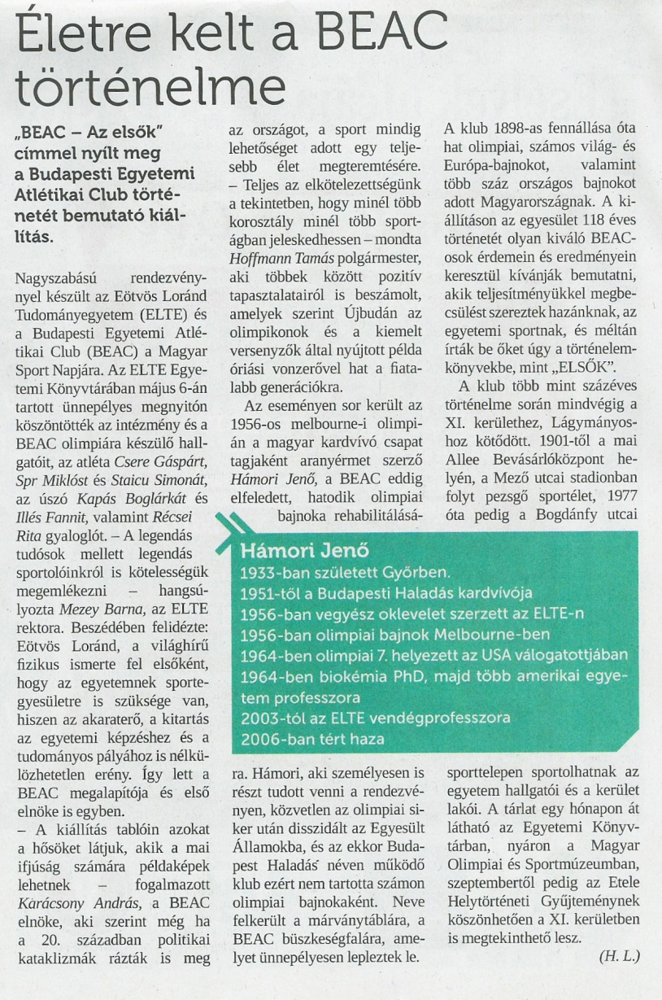 Életre kelt a BEAC
történelme
„BEAC – Az elsők”
címmel nyílt meg
a Budapesti Egyetemi
Atlétikai Club törté-
netét bemutató kiál-
lítás.
Nagyszabású rendezvény-
nyel készült az Eötvös Loránd
Tudományegyetem (ELTE) és
a Budapesti Egyetemi Atlé-
tikai Club (BEAC) a Magyar
Sport Napjára. Az ELTE Egye-
temi Könyvtárában május 6-án
tartott ünnepélyes megnyitón
köszöntötték az intézmény és a
BEAC olimpiára készülő hall-
gatóit, az atléta Csere Gáspárt,
Spr Miklóst és Staicu Simonát,
az úszó Kapás Boglárkát és
Illés Fannit, valamint Récsei
Rita gyaloglót. – A legendás
tudósok mellett legendás
sportolóinkról is kötelességük
megemlékezni – hangsú-
lyozta Mezey Barna, az ELTE
rektora. Beszédében felidézte:
Eötvös Loránd, a világhírű
fizikus ismerte fel elsőként,
hogy az egyetemnek sporte-
gyesületre is szüksége van,
hiszen az akaraterő, a kitartás
az egyetemi képzéshez és a
tudományos pályához is nélkü-
lözhetetlen erény. Így lett a
BEAC megalapítója és első
elnöke is egyben.
– A kiállítás tablóin azokat
a hősöket látjuk, akik a mai
ifjúság számára példaképek
lehetnek – fogalmazott
Karácsony András, a BEAC
elnöke, aki szerint még ha
a 20. században politikai
kataklizmák rázták is meg
az országot, a sport mindig
lehetőséget adott egy telje-
sebb élet megteremtésére.
– Teljes az elkötelezettségünk
a tekintetben, hogy minél több
korosztály minél több sport-
ágban jeleskedhessen – mondta
Hoffmann Tamás polgármester,
aki többek között pozitív
tapasztalatairól is beszámolt,
amelyek szerint Újbudán az
olimpikonok és a kiemelt
versenyzők által nyújtott példa
óriási vonzerővel hat a fiata-
labb generációkra.
Az eseményen sor került az
1956-os melbourne-i olimpi-
án a magyar kardvívó csapat
tagjaként aranyérmet szerző
Hámori Jenő, a BEAC eddig
elfeledett, hatodik olimpiai
bajnoka rehabilitálásá-
ra. Hámori, aki személyesen is
részt tudott venni a rendezvé-
nyen, közvetlen az olimpiai si-
ker után disszidált az Egyesült
Államokba, és az ekkor Buda-
pest Haladás néven működő
klub ezért nem tartotta számon
olimpiai bajnokaként. Neve
felkerült a márványtáblára, a
BEAC büszkeségfalára, ame-
lyet ünnepélyesen lepleztek le.
A klub 1898-as fennállása óta
hat olimpiai, számos világ- és
Európa-bajnokot, valamint
több száz országos bajnokot
adott Magyarországnak. A ki-
állításon az egyesület 118 éves
történetét olyan kiváló BEAC-
osok érdemein és eredményein
keresztül kívánják bemutatni,
akik teljesítményükkel megbe-
csülést szereztek hazánknak, az
egyetemi sportnak, és méltán
írták be őket úgy a történelem-
könyvekbe, mint „ELSŐK”.
A klub több mint százéves
történelme során mindvégig a
XI. kerülethez, Lágymányos-
hoz kötődött. 1901-től a mai
Allee Bevásárlóközpont he-
lyén, a Mező utcai stadionban
folyt pezsgő sportélet, 1977
óta pedig a Bogdánfy utcai
sporttelepen sportolhatnak az
egyetem hallgatói és a kerület
lakói. A tárlat egy hónapon át
látható az Egyetemi Könyv-
tárban, nyáron a Magyar
Olimpiai és Sportmúzeumban,
szeptembertől pedig az Etele
Helytörténeti Gyűjteménynek
köszönhetően a XI. kerületben
is megtekinthető lesz.
(H. L.)
Hámori Jenő
1933-ban született Győrben.
1951-től a Budapesti Haladás kardvívója
1956-ban vegyész oklevelet szerzett az ELTE-n
1956-ban olimpiai bajnok Melbourne-ben
1964-ben olimpiai 7. helyezett az USA válogatottjában
1964-ben biokémia PhD, majd több amerikai egye-
tem professzora
2003-tól az ELTE vendégprofesszora
2006-ban tért haza